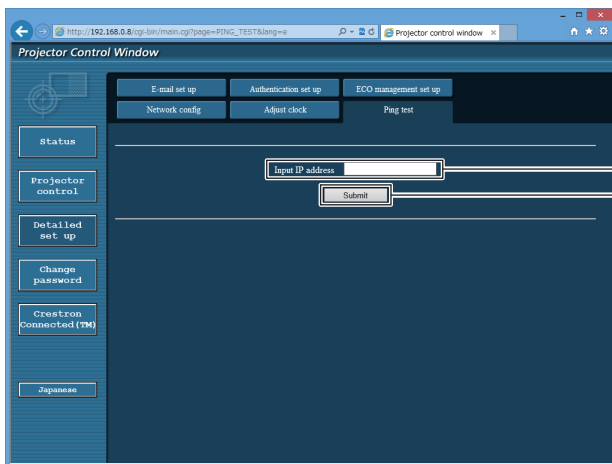 http://192.168.0.8/cgi-bin/main.cgi?page=PING_TEST&lang=e
Projector control window
Projector Control Window
E-mail set up
Authentication set up
ECO management set up
Network config
Adjust clock
Ping test
Status
Projector
control
Detailed
set up
Change
password
Crestron
Connected(TM)
Japanese
Input IP address
Submit